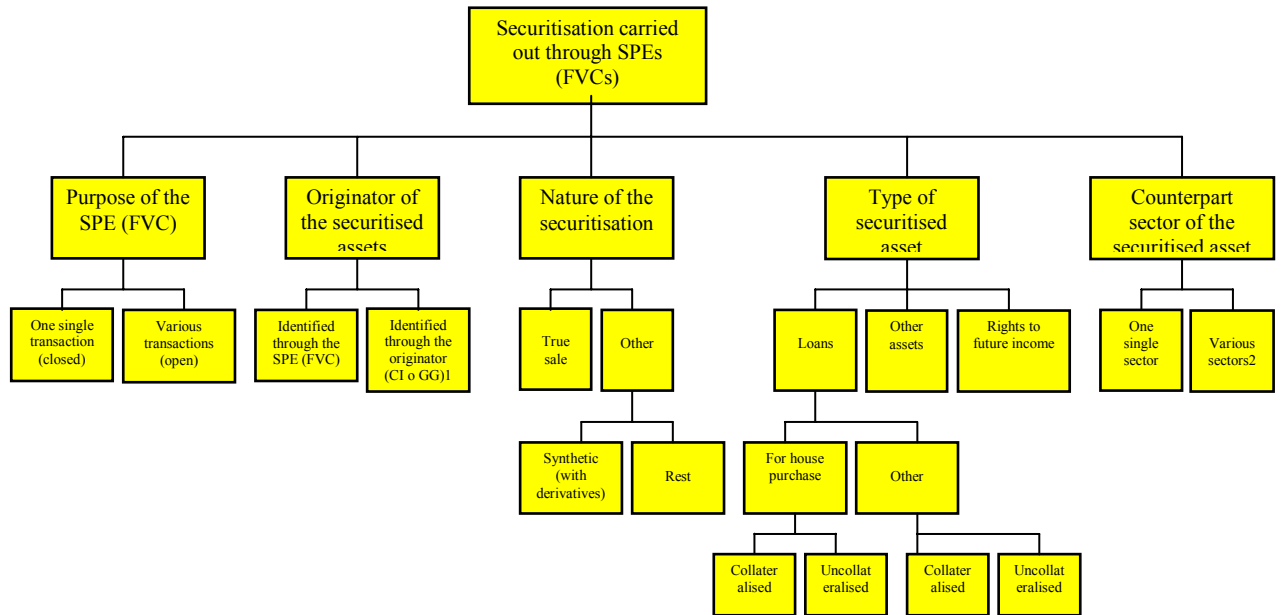 Securitisation carried
out through SPEs
(FVCs)
Purpose of the
SPE (FVC)
Originator of
the securitised
assets
Nature of the
securitisation
Type of
securitised
asset
Counterpart
sector of the
securitised asset
One single
transaction
(closed)
Various
transactions
(open)
Identified
through the
SPE (FVC)
Identified
through the
originator
(CI o GG)1
True
sale
Other
Loans
Other
assets
Rights to
future income
One
single
sector
Various
sectors2
Synthetic
(with
derivatives)
Rest
For house
purchase
Other
Collater
alised
Uncollat
eralised
Collater
alised
Uncollat
eralised